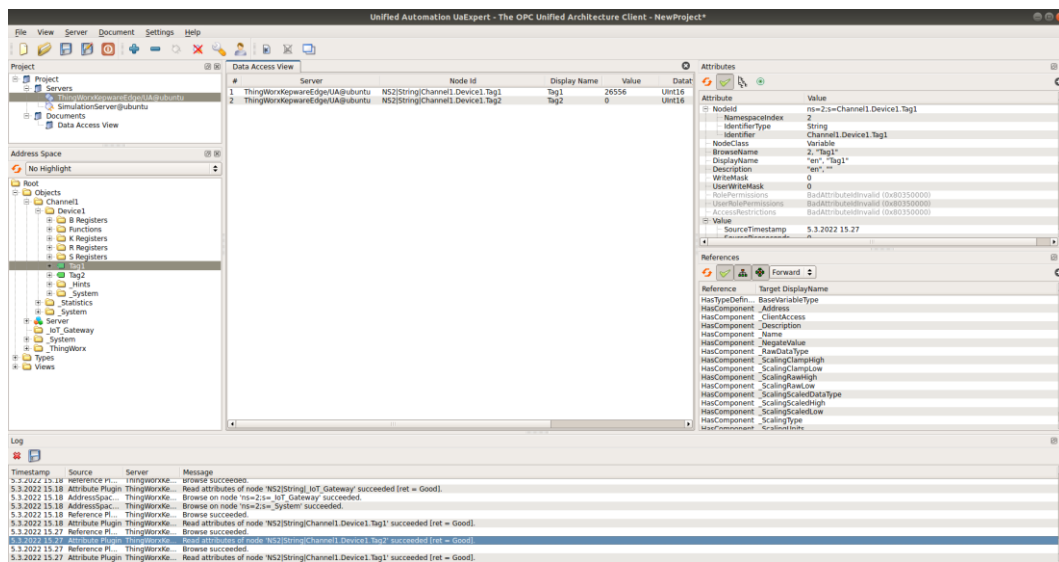 Unified Automation UaExpert - The OPC Unified Architecture Client - NewProject*
File View Server Document Settings Help
Project
Project
Servers
ThingWorxKepwareEdge/UA@ubuntu
SimulationServer@ubuntu
Documents
Data Access View
Address Space
No Highlight
Root
Objects
Channel1
Device1
B Registers
Functions
K Registers
R Registers
S Registers
Tag1
Tag2
_Hints
_System
_Statistics
_System
Server
_IoT_Gateway
_System
_ThingWorx
Types
Views
Data Access View
# Server Node Id Display Name Value Datat
1 ThingWorxKepwareEdge/UA@ubuntu NS2|String|Channel1.Device1.Tag1 Tag1 26556 UInt16
2 ThingWorxKepwareEdge/UA@ubuntu NS2|String|Channel1.Device1.Tag2 Tag2 0 UInt16
Attributes
Attribute Value
NodeId ns=2;s=Channel1.Device1.Tag1
NamespaceIndex 2
IdentifierType String
Identifier Channel1.Device1.Tag1
NodeClass Variable
BrowseName 2, "Tag1"
DisplayName "en", "Tag1"
Description "en", ""
WriteMask 0
UserWriteMask 0
RolePermissions BadAttributeIdInvalid (0x80350000)
UserRolePermissions BadAttributeIdInvalid (0x80350000)
AccessRestrictions BadAttributeIdInvalid (0x80350000)
Value
SourceTimestamp 5.3.2022 15.27
References
Forward
Reference Target DisplayName
HasTypeDefin... BaseVariableType
HasComponent _Address
HasComponent _ClientAccess
HasComponent _Description
HasComponent _Name
HasComponent _NegateValue
HasComponent _RawDataType
HasComponent _ScalingClampHigh
HasComponent _ScalingClampLow
HasComponent _ScalingRawHigh
HasComponent _ScalingRawLow
HasComponent _ScalingScaledDataType
HasComponent _ScalingScaledHigh
HasComponent _ScalingScaledLow
HasComponent _ScalingType
HasComponent _ScalingUnits
Log
Timestamp Source Server Message
5.3.2022 15.18 Reference Pl... ThingWorxKe... Browse succeeded.
5.3.2022 15.18 Attribute Plugin ThingWorxKe... Read attributes of node 'NS2|String|_IoT_Gateway' succeeded [ret = Good].
5.3.2022 15.18 AddressSpac... ThingWorxKe... Browse on node 'ns=2;s=_IoT_Gateway' succeeded.
5.3.2022 15.18 AddressSpac... ThingWorxKe... Browse on node 'ns=2;s=_System' succeeded.
5.3.2022 15.18 Reference Pl... ThingWorxKe... Browse succeeded.
5.3.2022 15.18 Attribute Plugin ThingWorxKe... Read attributes of node 'NS2|String|Channel1.Device1.Tag1' succeeded [ret = Good].
5.3.2022 15.27 Reference Pl... ThingWorxKe... Browse succeeded.
5.3.2022 15.27 Attribute Plugin ThingWorxKe... Read attributes of node 'NS2|String|Channel1.Device1.Tag2' succeeded [ret = Good].
5.3.2022 15.27 Reference Pl... ThingWorxKe... Browse succeeded.
5.3.2022 15.27 Attribute Plugin ThingWorxKe... Read attributes of node 'NS2|String|Channel1.Device1.Tag1' succeeded [ret = Good].